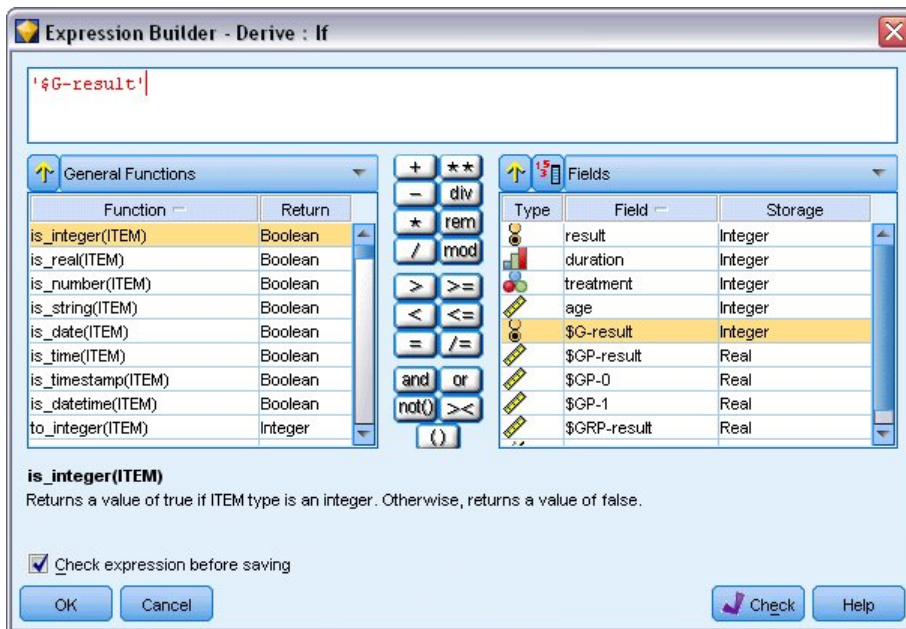 Expression Builder - Derive : If
'$G-result'
General Functions
Function Return
is_integer(ITEM) Boolean
is_real(ITEM) Boolean
is_number(ITEM) Boolean
is_string(ITEM) Boolean
is_date(ITEM) Boolean
is_time(ITEM) Boolean
is_timestamp(ITEM) Boolean
is_datetime(ITEM) Boolean
to_integer(ITEM) Integer
+ **
- div
* rem
/ mod
> >=
< <=
= /=
and or
not() ><
()
Fields
Type Field Storage
result Integer
duration Integer
treatment Integer
age Integer
$G-result Integer
$GP-result Real
$GP-0 Real
$GP-1 Real
$GRP-result Real
is_integer(ITEM)
Returns a value of true if ITEM type is an integer. Otherwise, returns a value of false.
Check expression before saving
OK Cancel Check Help